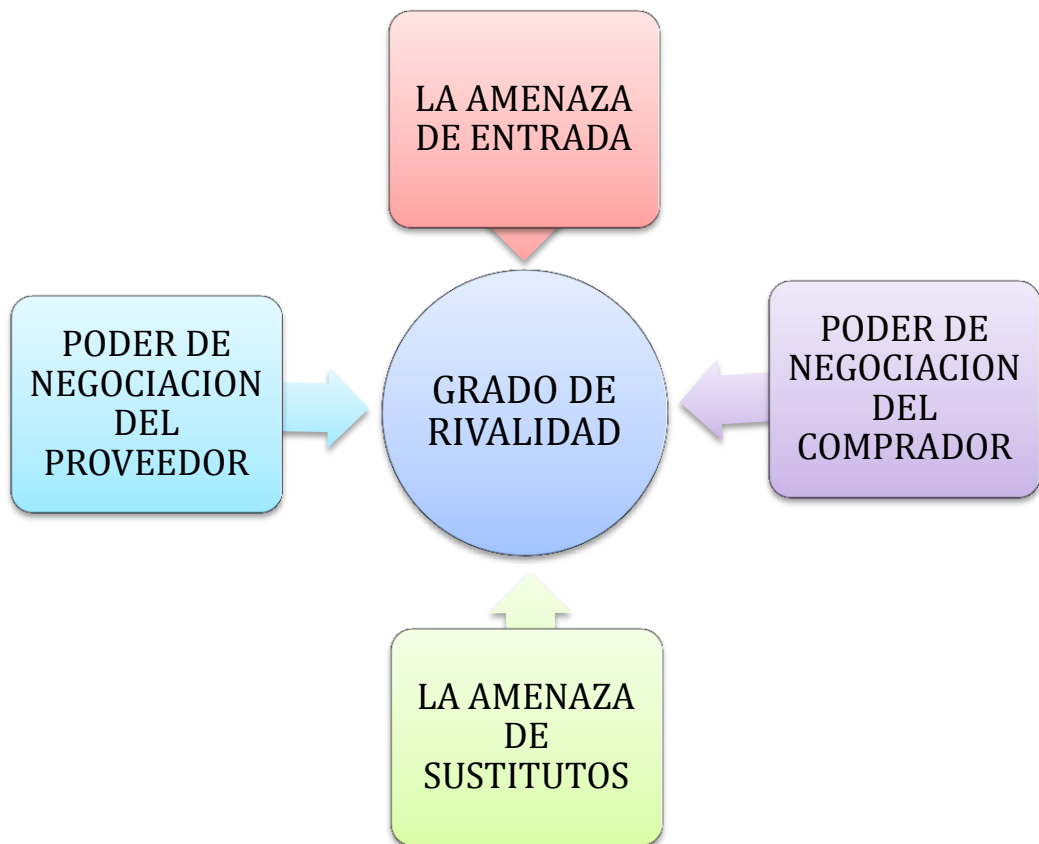 LA AMENAZA
DE ENTRADA
PODER DE
NEGOCIACION
DEL
PROVEEDOR
GRADO DE
RIVALIDAD
PODER DE
NEGOCIACION
DEL
COMPRADOR
LA AMENAZA
DE
SUSTITUTOS